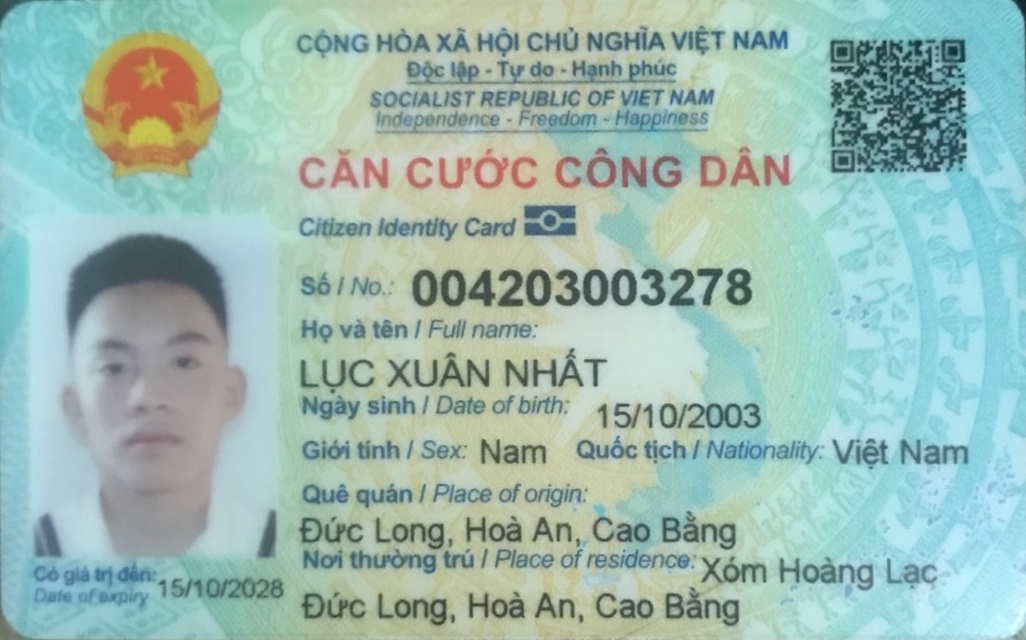 CỘNG HÒA XÃ HỘI CHỦ NGHĨA VIỆT NAM
Độc lập - Tự do - Hạnh phúc
SOCIALIST REPUBLIC OF VIET NAM
Independence - Freedom - Happiness
CĂN CƯỚC CÔNG DÂN
Citizen Identity Card
Số / No.: 004203003278
Họ và tên / Full name:
LỤC XUÂN NHẤT
Ngày sinh / Date of birth: 15/10/2003
Giới tính / Sex: Nam Quốc tịch / Nationality: Việt Nam
Quê quán / Place of origin:
Đức Long, Hoà An, Cao Bằng
Nơi thường trú / Place of residence: Xóm Hoàng Lạc
Đức Long, Hoà An, Cao Bằng
Có giá trị đến: 15/10/2028
Date of expiry